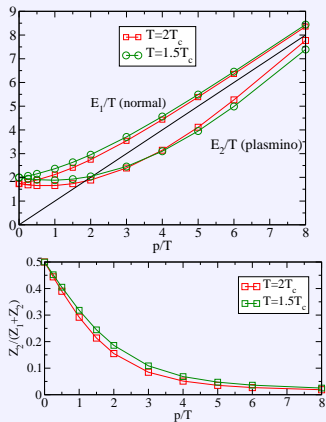 9
8
7
6
5
4
3
2
1
0
T=2T_c
T=1.5T_c
E_1/T (normal)
E_2/T (plasmino)
0 1 2 3 4 5 6 7 8
p/T
Z_2/(Z_1+Z_2)
0.5
0.4
0.3
0.2
0.1
0
T=2T_c
T=1.5T_c
0 1 2 3 4 5 6 7 8
p/T